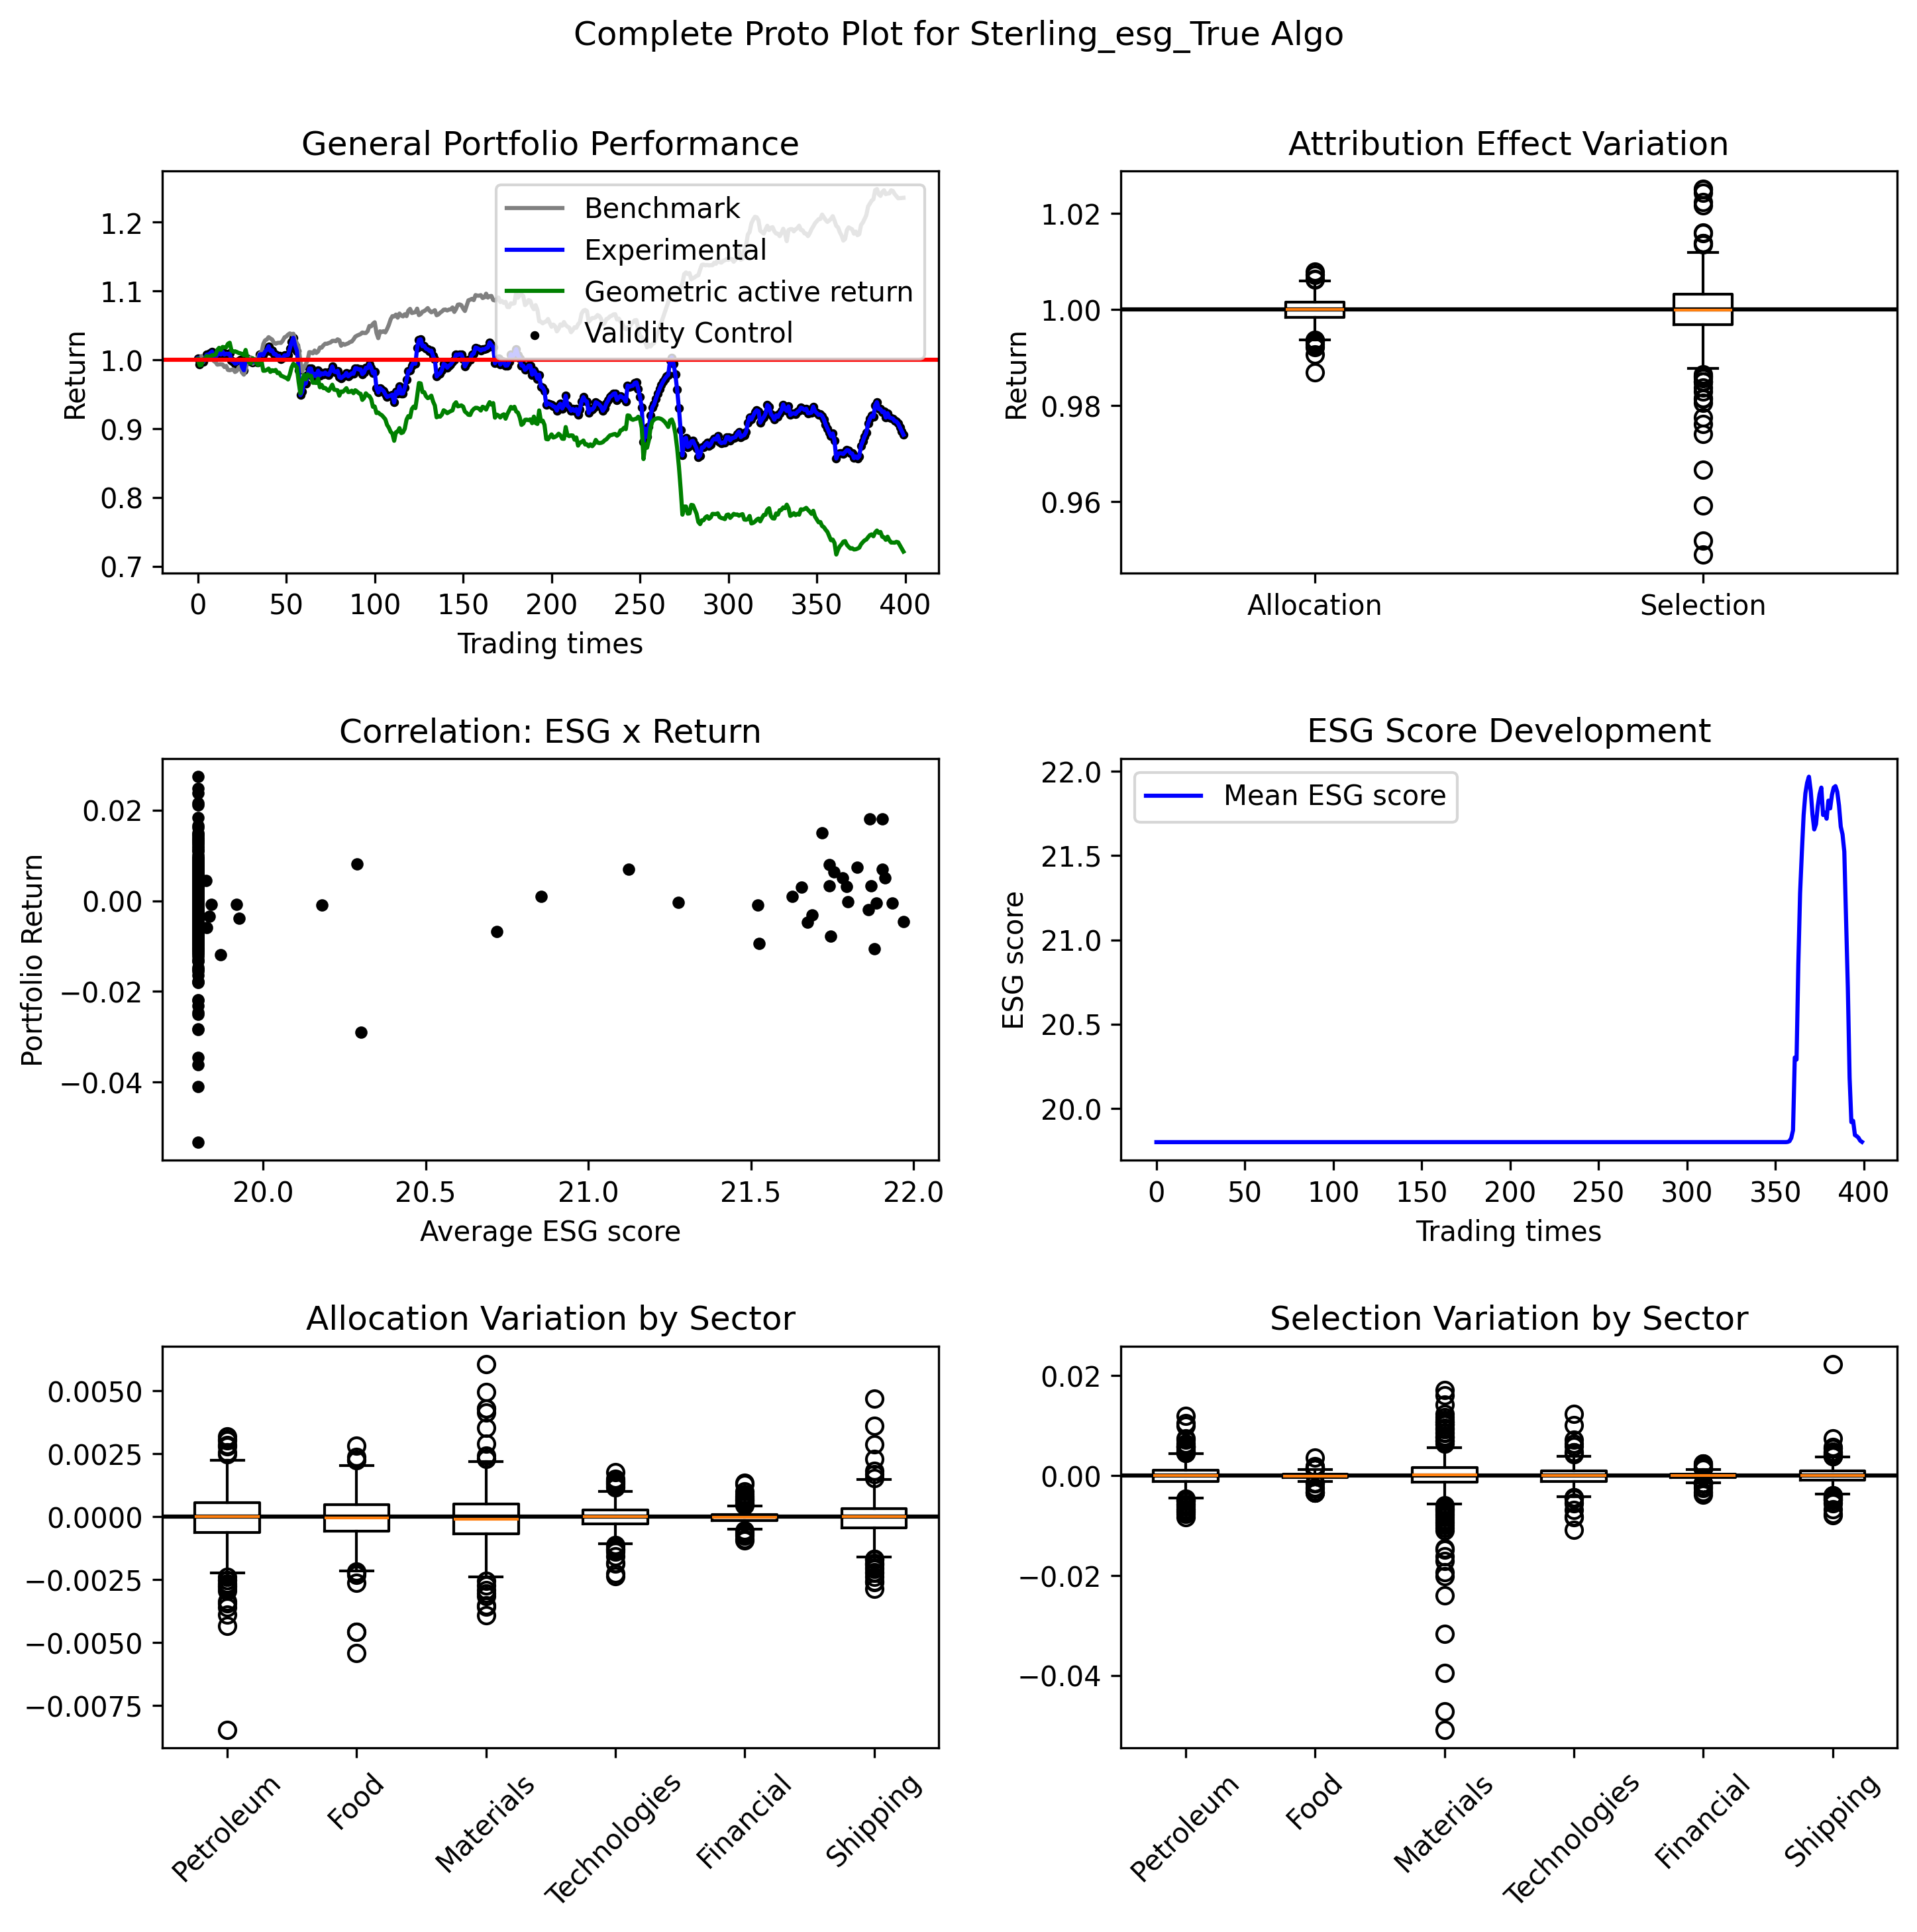 Complete Proto Plot for Sterling_esg_True Algo
General Portfolio Performance
Return
1.2
1.1
1.0
0.9
0.8
0.7
Benchmark
Experimental
Geometric active return
Validity Control
0 50 100 150 200 250 300 350 400
Trading times
Attribution Effect Variation
Return
1.02
1.00
0.98
0.96
Allocation Selection
Correlation: ESG x Return
Portfolio Return
0.02
0.00
−0.02
−0.04
20.0 20.5 21.0 21.5 22.0
Average ESG score
ESG Score Development
ESG score
22.0
21.5
21.0
20.5
20.0
Mean ESG score
0 50 100 150 200 250 300 350 400
Trading times
Allocation Variation by Sector
0.0050
0.0025
0.0000
−0.0025
−0.0050
−0.0075
Petroleum
Food
Materials
Technologies
Financial
Shipping
Selection Variation by Sector
0.02
0.00
−0.02
−0.04
Petroleum
Food
Materials
Technologies
Financial
Shipping